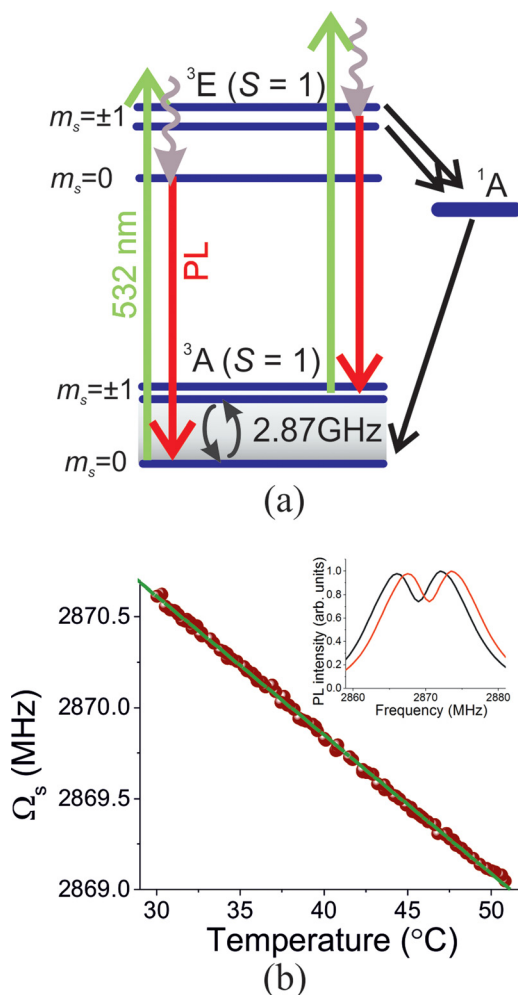 ³E (S = 1)
mₛ=±1
¹A
mₛ=0
532 nm
PL
³A (S = 1)
mₛ=±1
2.87GHz
mₛ=0
(a)
PL intensity (arb. units)
1.0
0.8
0.6
0.4
0.2
0.0
2860 2870 2880
Frequency (MHz)
Ωₛ (MHz)
2870.5
2870.0
2869.5
2869.0
30 35 40 45 50
Temperature (°C)
(b)